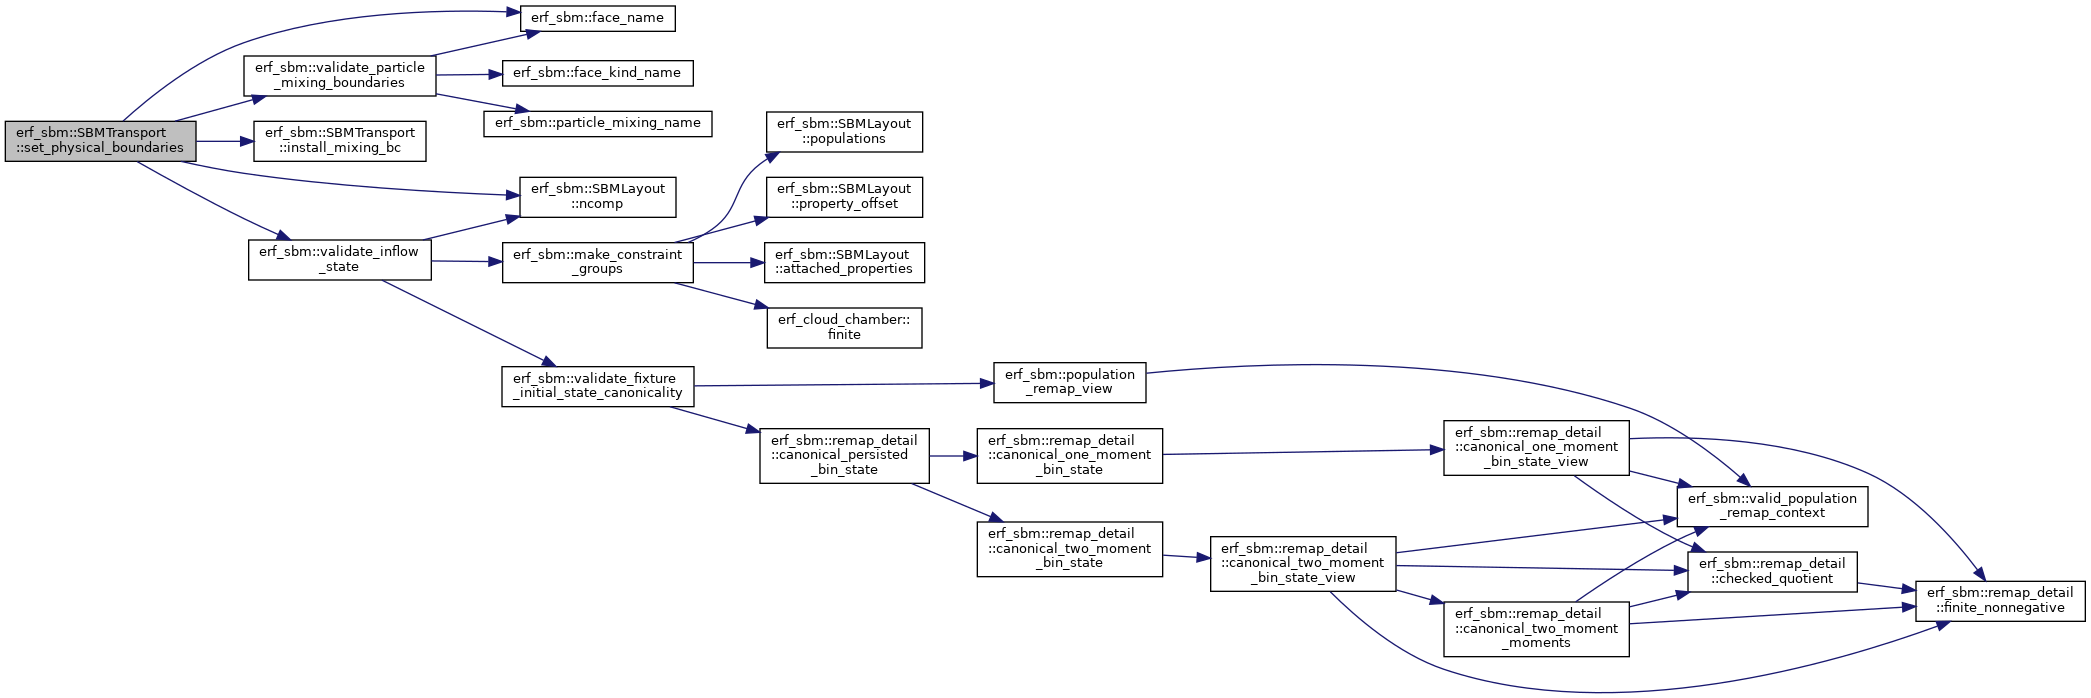 erf_sbm::SBMTransport
::set_physical_boundaries
erf_sbm::face_name
erf_sbm::validate_particle
_mixing_boundaries
erf_sbm::face_kind_name
erf_sbm::particle_mixing_name
erf_sbm::SBMTransport
::install_mixing_bc
erf_sbm::SBMLayout
::ncomp
erf_sbm::validate_inflow
_state
erf_sbm::make_constraint
_groups
erf_sbm::SBMLayout
::populations
erf_sbm::SBMLayout
::property_offset
erf_sbm::SBMLayout
::attached_properties
erf_cloud_chamber::
finite
erf_sbm::validate_fixture
_initial_state_canonicality
erf_sbm::population
_remap_view
erf_sbm::remap_detail
::canonical_persisted
_bin_state
erf_sbm::remap_detail
::canonical_one_moment
_bin_state
erf_sbm::remap_detail
::canonical_two_moment
_bin_state
erf_sbm::remap_detail
::canonical_one_moment
_bin_state_view
erf_sbm::remap_detail
::canonical_two_moment
_bin_state_view
erf_sbm::valid_population
_remap_context
erf_sbm::remap_detail
::checked_quotient
erf_sbm::remap_detail
::canonical_two_moment
_moments
erf_sbm::remap_detail
::finite_nonnegative